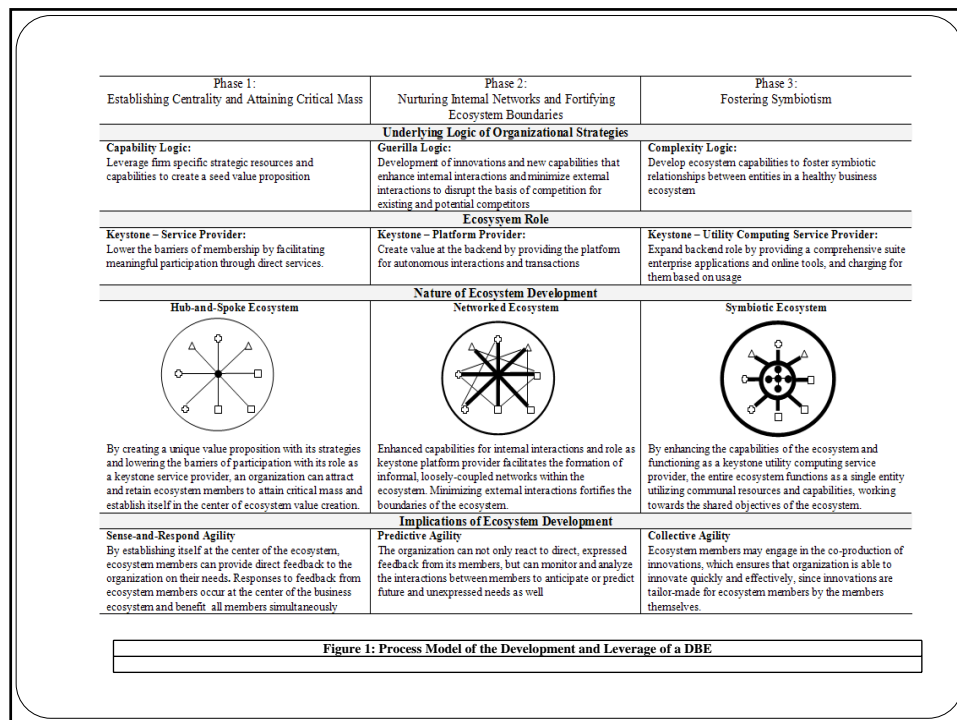 Phase 1:
Establishing Centrality and Attaining Critical Mass
Phase 2:
Nurturing Internal Networks and Fortifying
Ecosystem Boundaries
Phase 3:
Fostering Symbiotism
Underlying Logic of Organizational Strategies
Capability Logic:
Leverage firm specific strategic resources and
capabilities to create a seed value proposition
Guerilla Logic:
Development of innovations and new capabilities that
enhance internal interactions and minimize external
interactions to disrupt the basis of competition for
existing and potential competitors
Complexity Logic:
Develop ecosystem capabilities to foster symbiotic
relationships between entities in a healthy business
ecosystem
Ecosysyem Role
Keystone – Service Provider:
Lower the barriers of membership by facilitating
meaningful participation through direct services.
Keystone – Platform Provider:
Create value at the backend by providing the platform
for autonomous interactions and transactions
Keystone – Utility Computing Service Provider:
Expand backend role by providing a comprehensive suite
enterprise applications and online tools, and charging for
them based on usage
Nature of Ecosystem Development
Hub-and-Spoke Ecosystem
By creating a unique value proposition with its strategies
and lowering the barriers of participation with its role as
a keystone service provider, an organization can attract
and retain ecosystem members to attain critical mass and
establish itself in the center of ecosystem value creation.
Networked Ecosystem
Enhanced capabilities for internal interactions and role as
keystone platform provider facilitates the formation of
informal, loosely-coupled networks within the
ecosystem. Minimizing external interactions fortifies the
boundaries of the ecosystem.
Symbiotic Ecosystem
By enhancing the capabilities of the ecosystem and
functioning as a keystone utility computing service
provider, the entire ecosystem functions as a single entity
utilizing communal resources and capabilities, working
towards the shared objectives of the ecosystem.
Implications of Ecosystem Development
Sense-and-Respond Agility
By establishing itself at the center of the ecosystem,
ecosystem members can provide direct feedback to the
organization on their needs. Responses to feedback from
ecosystem members occur at the center of the business
ecosystem and benefit all members simultaneously
Predictive Agility
The organization can not only react to direct, expressed
feedback from its members, but can monitor and analyze
the interactions between members to anticipate or predict
future and unexpressed needs as well
Collective Agility
Ecosystem members may engage in the co-production of
innovations, which ensures that organization is able to
innovate quickly and effectively, since innovations are
tailor-made for ecosystem members by the members
themselves.
Figure 1: Process Model of the Development and Leverage of a DBE